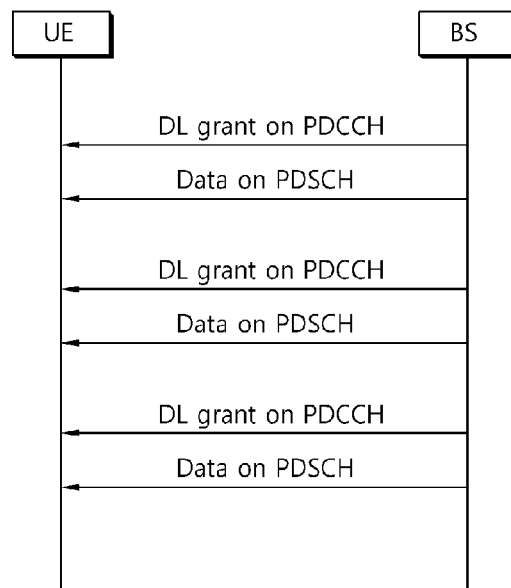 UE
BS
DL grant on PDCCH
Data on PDSCH
DL grant on PDCCH
Data on PDSCH
DL grant on PDCCH
Data on PDSCH